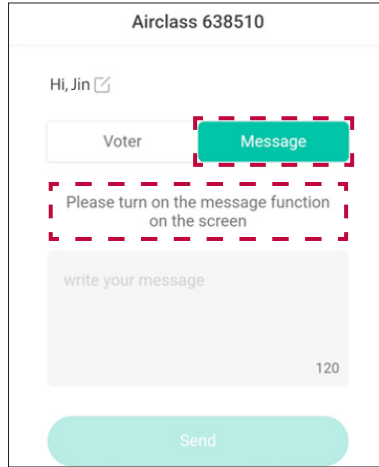 Airclass 638510
Hi, Jin
Voter
Message
Please turn on the message function
on the screen
write your message
120
Send